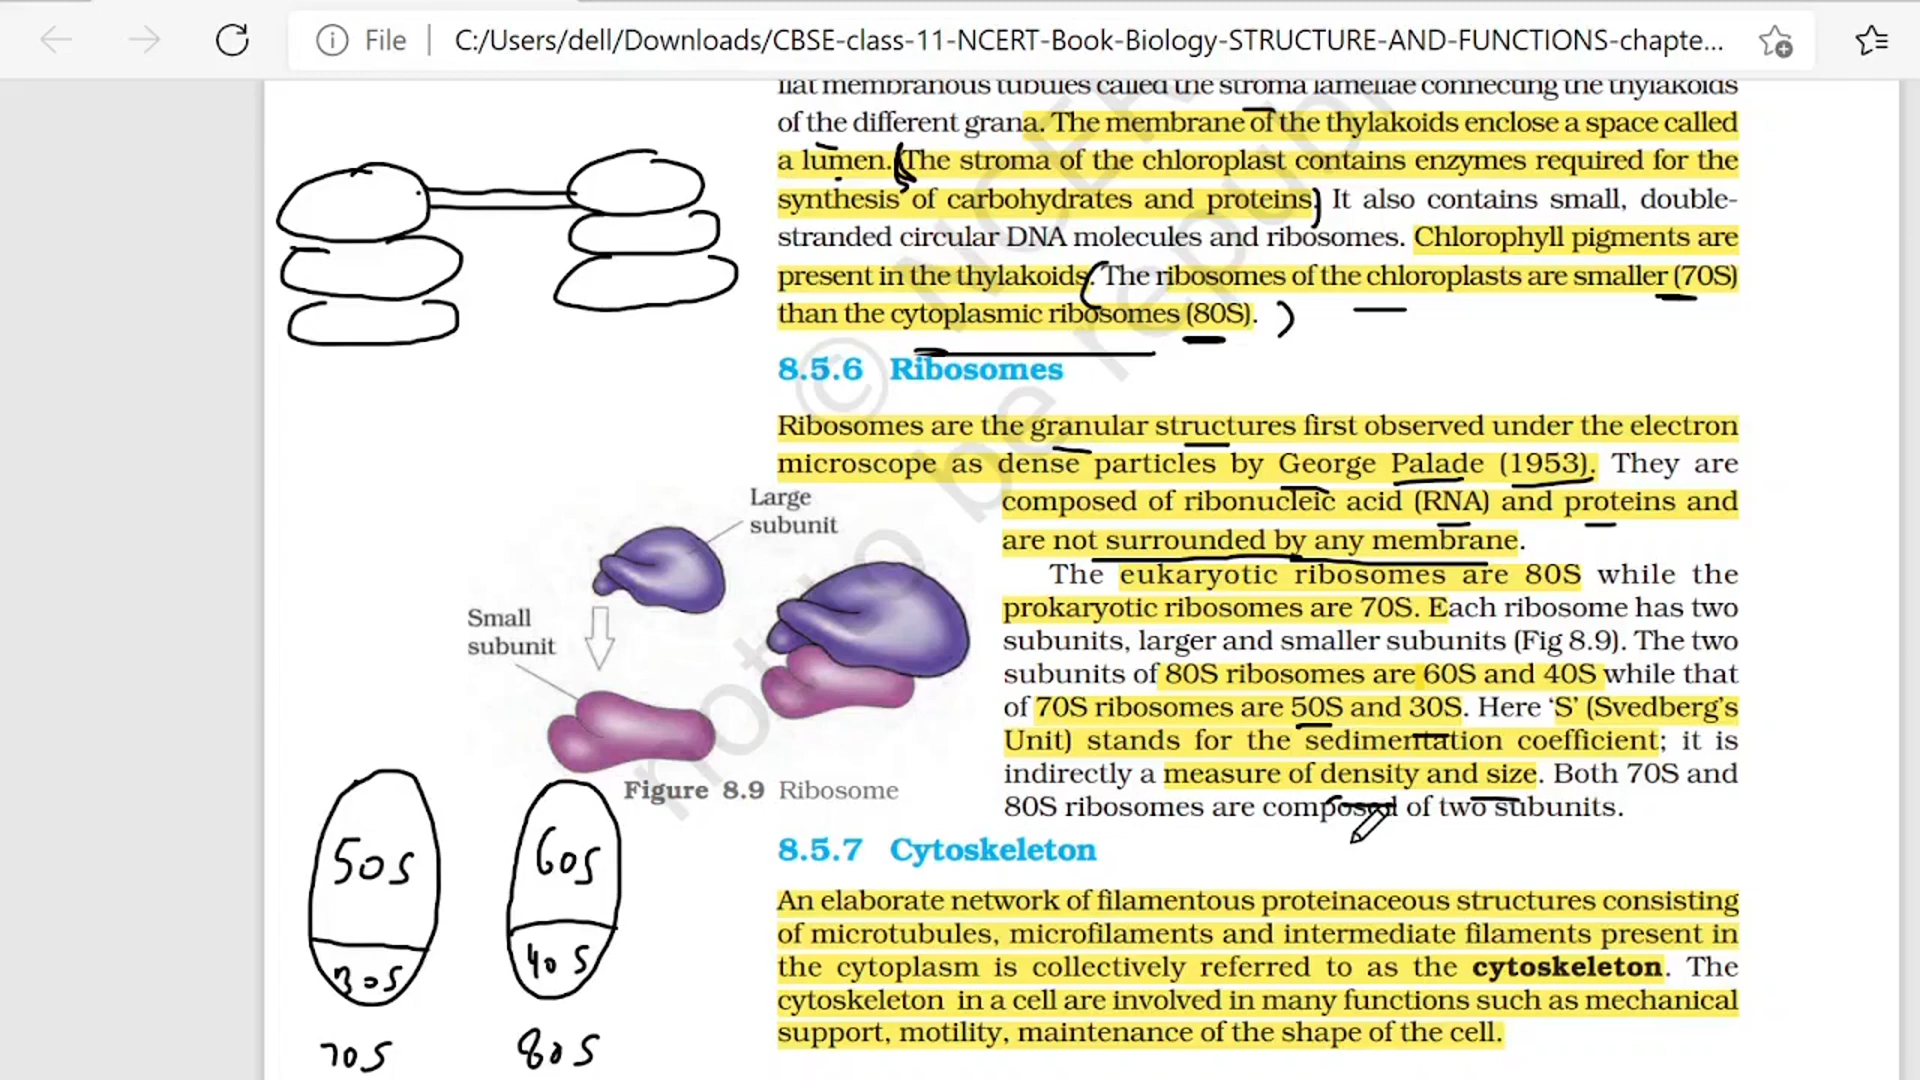 File
C:/Users/dell/Downloads/CBSE-class-11-NCERT-Book-Biology-STRUCTURE-AND-FUNCTIONS-chapte...
flat membranous tubules called the stroma lamellae connecting the thylakoids
of the different grana. The membrane of the thylakoids enclose a space called
a lumen. The stroma of the chloroplast contains enzymes required for the
synthesis of carbohydrates and proteins. It also contains small, double-
stranded circular DNA molecules and ribosomes. Chlorophyll pigments are
present in the thylakoids. The ribosomes of the chloroplasts are smaller (70S)
than the cytoplasmic ribosomes (80S).
8.5.6 Ribosomes
Ribosomes are the granular structures first observed under the electron
microscope as dense particles by George Palade (1953). They are
composed of ribonucleic acid (RNA) and proteins and
are not surrounded by any membrane.
The eukaryotic ribosomes are 80S while the
prokaryotic ribosomes are 70S. Each ribosome has two
subunits, larger and smaller subunits (Fig 8.9). The two
subunits of 80S ribosomes are 60S and 40S while that
of 70S ribosomes are 50S and 30S. Here ‘S’ (Svedberg’s
Unit) stands for the sedimentation coefficient; it is
indirectly a measure of density and size. Both 70S and
80S ribosomes are composed of two subunits.
Large
subunit
Small
subunit
Figure 8.9 Ribosome
50S
30S
70S
60S
40S
80S
8.5.7 Cytoskeleton
An elaborate network of filamentous proteinaceous structures consisting
of microtubules, microfilaments and intermediate filaments present in
the cytoplasm is collectively referred to as the cytoskeleton. The
cytoskeleton in a cell are involved in many functions such as mechanical
support, motility, maintenance of the shape of the cell.
© NCER
not to be republ